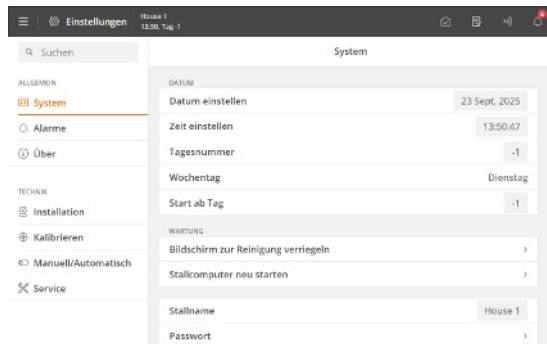 Einstellungen
House 1
13:50, Tag -1
Suchen
ALLGEMEIN
System
Alarme
Über
TECHNIK
Installation
Kalibrieren
Manuell/Automatisch
Service
System
DATUM
Datum einstellen 23 Sept. 2025
Zeit einstellen 13:50:47
Tagesnummer -1
Wochentag Dienstag
Start ab Tag -1
WARTUNG
Bildschirm zur Reinigung verriegeln
Stallcomputer neu starten
Stallname House 1
Passwort